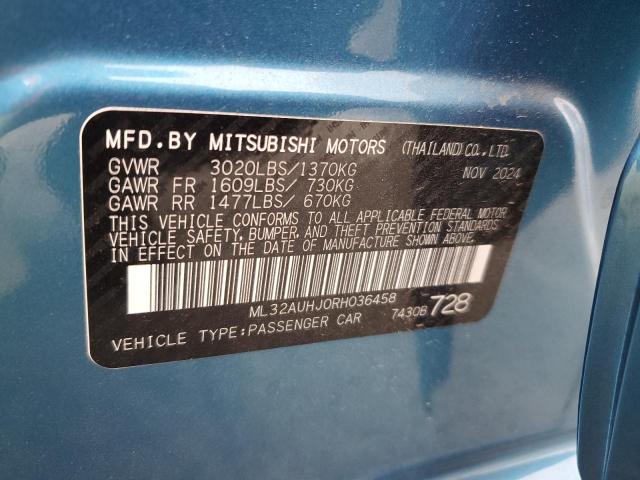 MFD.BY MITSUBISHI MOTORS (THAILAND)CO.,LTD.
GVWR 3020LBS/1370KG NOV 2024
GAWR FR 1609LBS/ 730KG
GAWR RR 1477LBS/ 670KG
THIS VEHICLE CONFORMS TO ALL APPLICABLE FEDERAL MOTOR
VEHICLE SAFETY, BUMPER, AND THEFT PREVENTION STANDARDS
IN EFFECT ON THE DATE OF MANUFACTURE SHOWN ABOVE.
ML32AUHJ0RH036458
VEHICLE TYPE:PASSENGER CAR 7430B 728